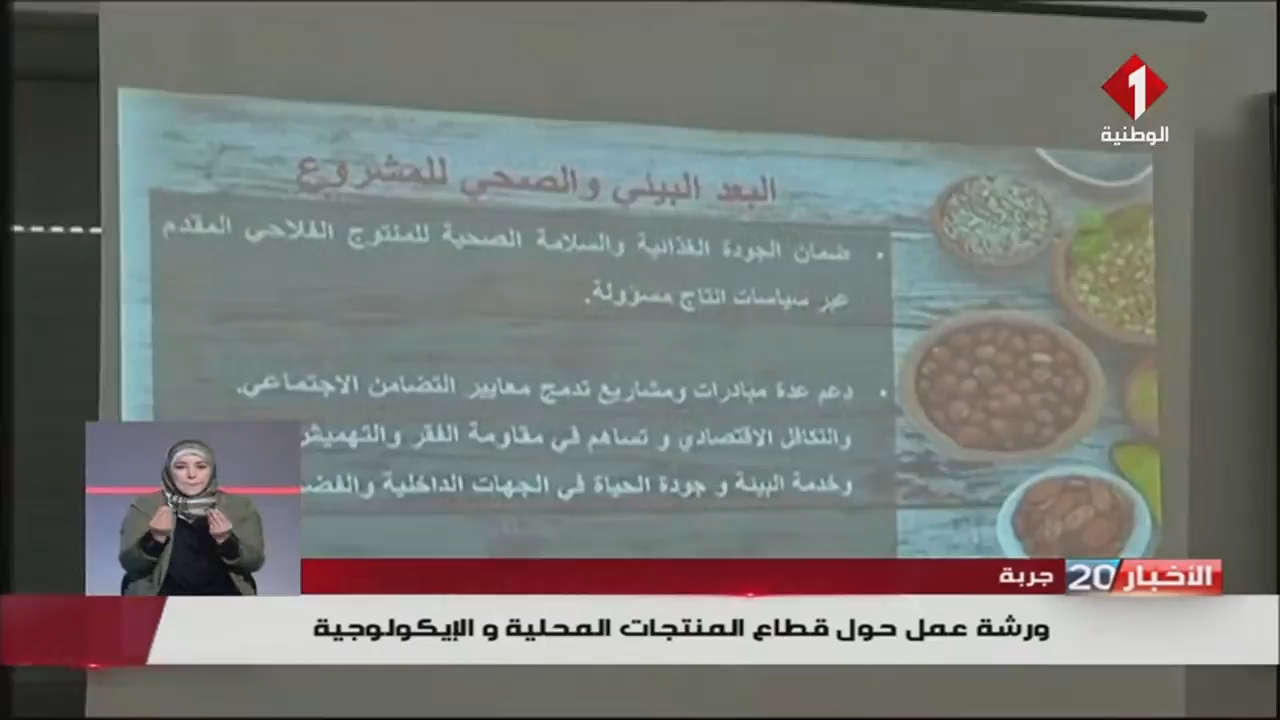 1
الوطنية
البعد البيئي والصحي للمشروع
• ضمان الجودة الغذائية والسلامة الصحية للمنتوج الفلاحي المقدم
عبر سياسات انتاج مسؤولة.
• دعم عدة مبادرات ومشاريع تدمج معايير التضامن الاجتماعي.
والتكافل الاقتصادي و تساهم في مقاومة الفقر والتهميش
وخدمة البيئة و جودة الحياة في الجهات الداخلية
الأخبار 20 جربة
ورشة عمل حول قطاع المنتجات المحلية و الإيكولوجية